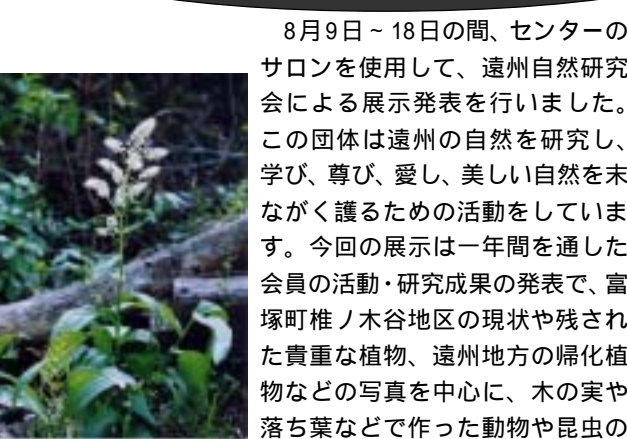 8月9日~18日の間、センターの
サロンを使用して、遠州自然研究
会による展示発表を行いました。
この団体は遠州の自然を研究し、
学び、尊び、愛し、美しい自然を末
ながく護るための活動をしていま
す。今回の展示は一年間を通した
会員の活動・研究成果の発表で、富
塚町椎ノ木谷地区の現状や残され
た貴重な植物、遠州地方の帰化植
物などの写真を中心に、木の実や
落ち葉などで作った動物や昆虫の